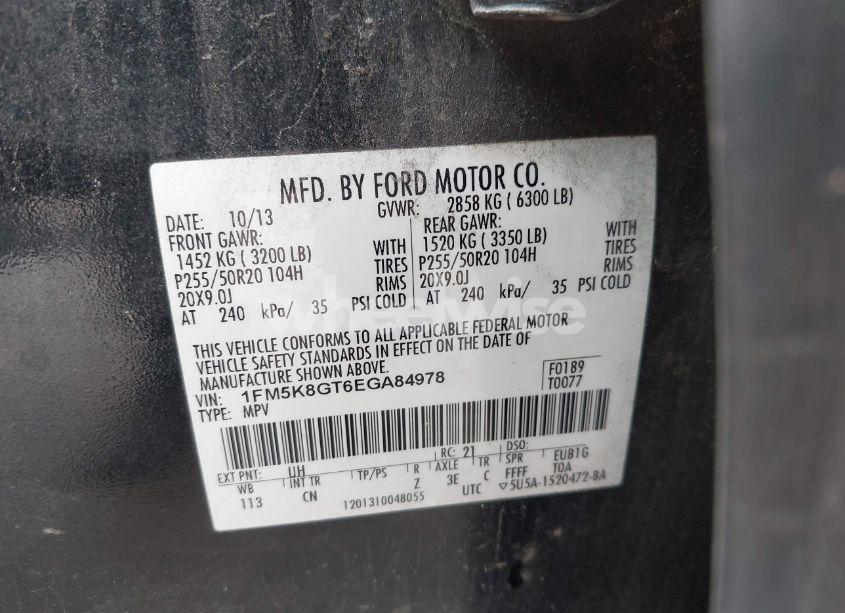 MFD. BY FORD MOTOR CO.
DATE: 10/13 GVWR: 2858 KG ( 6300 LB)
FRONT GAWR: REAR GAWR:
1452 KG ( 3200 LB) WITH 1520 KG ( 3350 LB) WITH
P255/50R20 104H TIRES P255/50R20 104H TIRES
20X9.0J RIMS 20X9.0J RIMS
AT 240 kPa/ 35 PSI COLD AT 240 kPa/ 35 PSI COLD
THIS VEHICLE CONFORMS TO ALL APPLICABLE FEDERAL MOTOR
VEHICLE SAFETY STANDARDS IN EFFECT ON THE DATE OF
MANUFACTURE SHOWN ABOVE.
VIN: 1FM5K8GT6EGA84978 F0189
TYPE: MPV T0077
EXT PNT: UH RC: 21 DSO:
WB INT TR TP/PS R AXLE TR SPR EUB1G
113 CN Z 3E C FFFF TOA
1201310048055 UTC ▽5U5A-1520472-BA
wheelwise